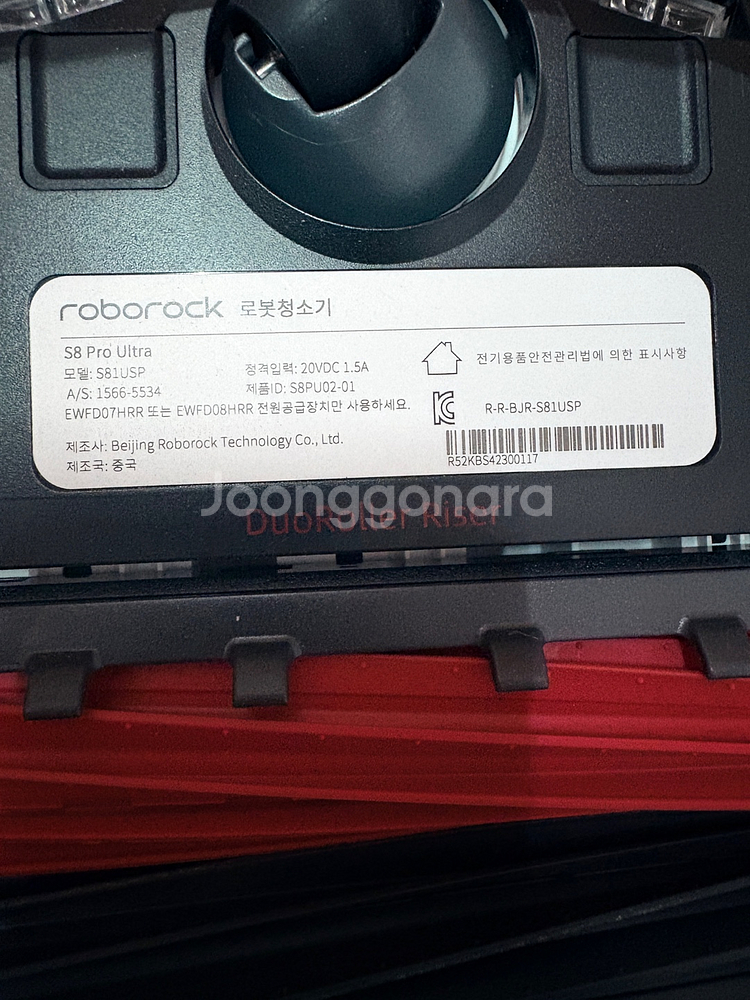 roborock 로봇청소기
S8 Pro Ultra
모델: S81USP 정격입력: 20VDC 1.5A
A/S: 1566-5534 제품ID: S8PU02-01
EWFD07HRR 또는 EWFD08HRR 전원공급장치만 사용하세요.
제조사: Beijing Roborock Technology Co., Ltd.
제조국: 중국
전기용품안전관리법에 의한 표시사항
R-R-BJR-S81USP
R52KBS42300117
Joonggonara
DuoRoller Riser